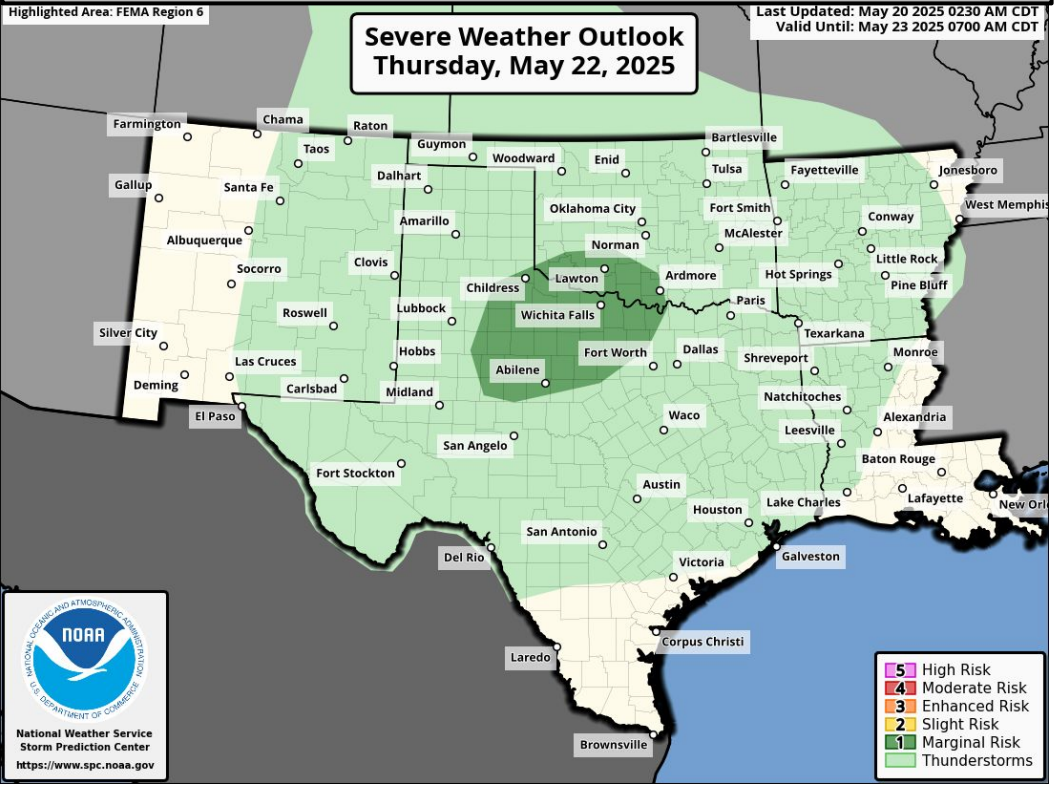 Highlighted Area: FEMA Region 6
Severe Weather Outlook
Thursday, May 22, 2025
Last Updated: May 20 2025 0230 AM CDT
Valid Until: May 23 2025 0700 AM CDT
Farmington
Chama
Raton
Taos
Guymon
Woodward
Enid
Bartlesville
Tulsa
Fayetteville
Jonesboro
Gallup
Santa Fe
Dalhart
West Memphis
Oklahoma City
Fort Smith
Conway
Amarillo
Albuquerque
Norman
McAlester
Little Rock
Socorro
Clovis
Childress
Lawton
Ardmore
Hot Springs
Pine Bluff
Roswell
Lubbock
Wichita Falls
Paris
Texarkana
Silver City
Las Cruces
Hobbs
Fort Worth
Dallas
Shreveport
Monroe
Deming
Carlsbad
Midland
Abilene
Natchitoches
El Paso
San Angelo
Waco
Leesville
Alexandria
Fort Stockton
Baton Rouge
Austin
Houston
Lake Charles
Lafayette
New Orl
San Antonio
Del Rio
Victoria
Galveston
Corpus Christi
Laredo
Brownsville
NATIONAL OCEANIC AND ATMOSPHERIC ADMINISTRATION
NOAA
U.S. DEPARTMENT OF COMMERCE
National Weather Service
Storm Prediction Center
https://www.spc.noaa.gov
5 High Risk
4 Moderate Risk
3 Enhanced Risk
2 Slight Risk
1 Marginal Risk
Thunderstorms